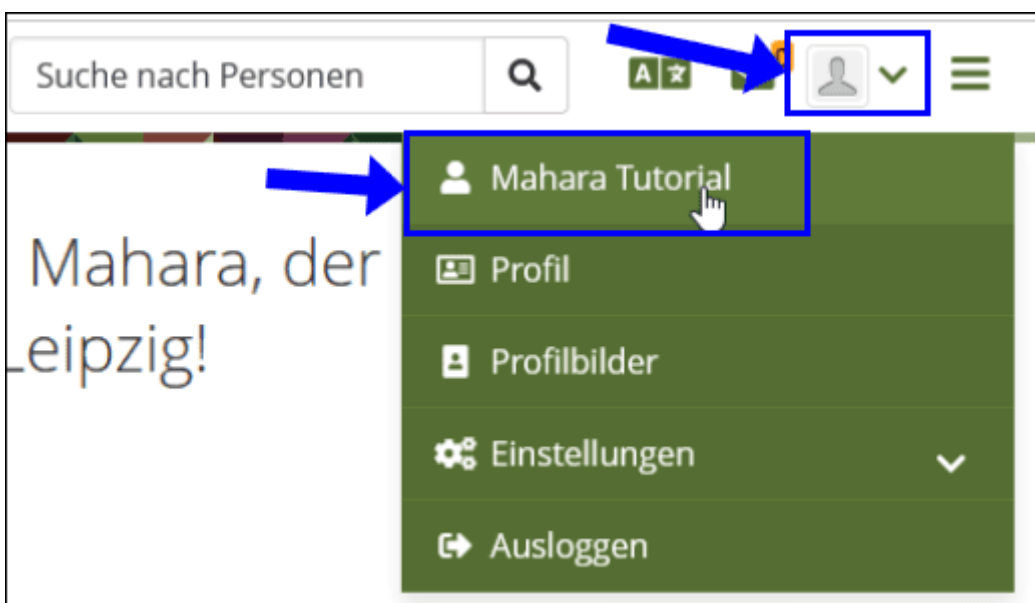 Suche nach Personen
Mahara Tutorial
Mahara, der
Leipzig!
Profil
Profilbilder
Einstellungen
Ausloggen